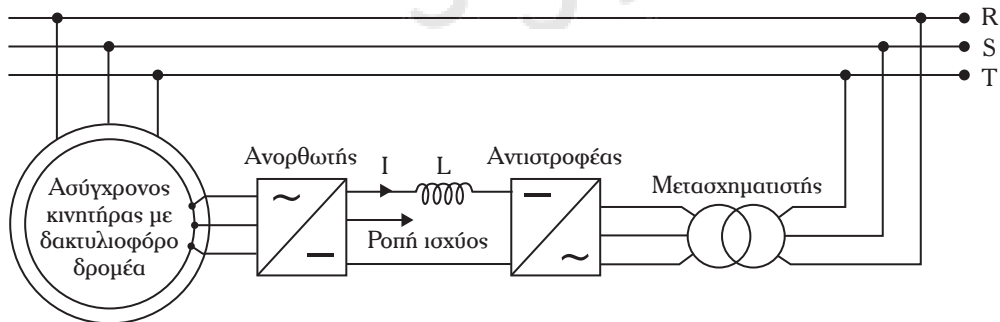 R
S
T
Ανορθωτής
I
L
Αντιστροφέας
Μετασχηματιστής
Ασύγχρονος
κινητήρας με
δακτυλιοφόρο
δρομέα
~
−
Ροπή ισχύος
−
~